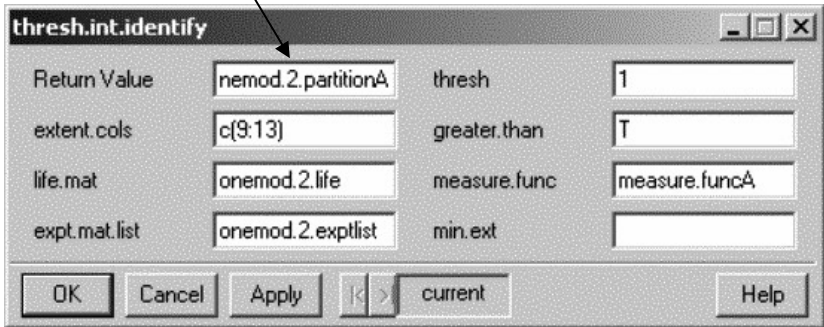 thresh.int.identify
Return Value nemod.2.partitionA thresh 1
extent.cols c(9:13) greater.than T
life.mat onemod.2.life measure.func measure.funcA
expt.mat.list onemod.2.exptlist min.ext
OK Cancel Apply current Help